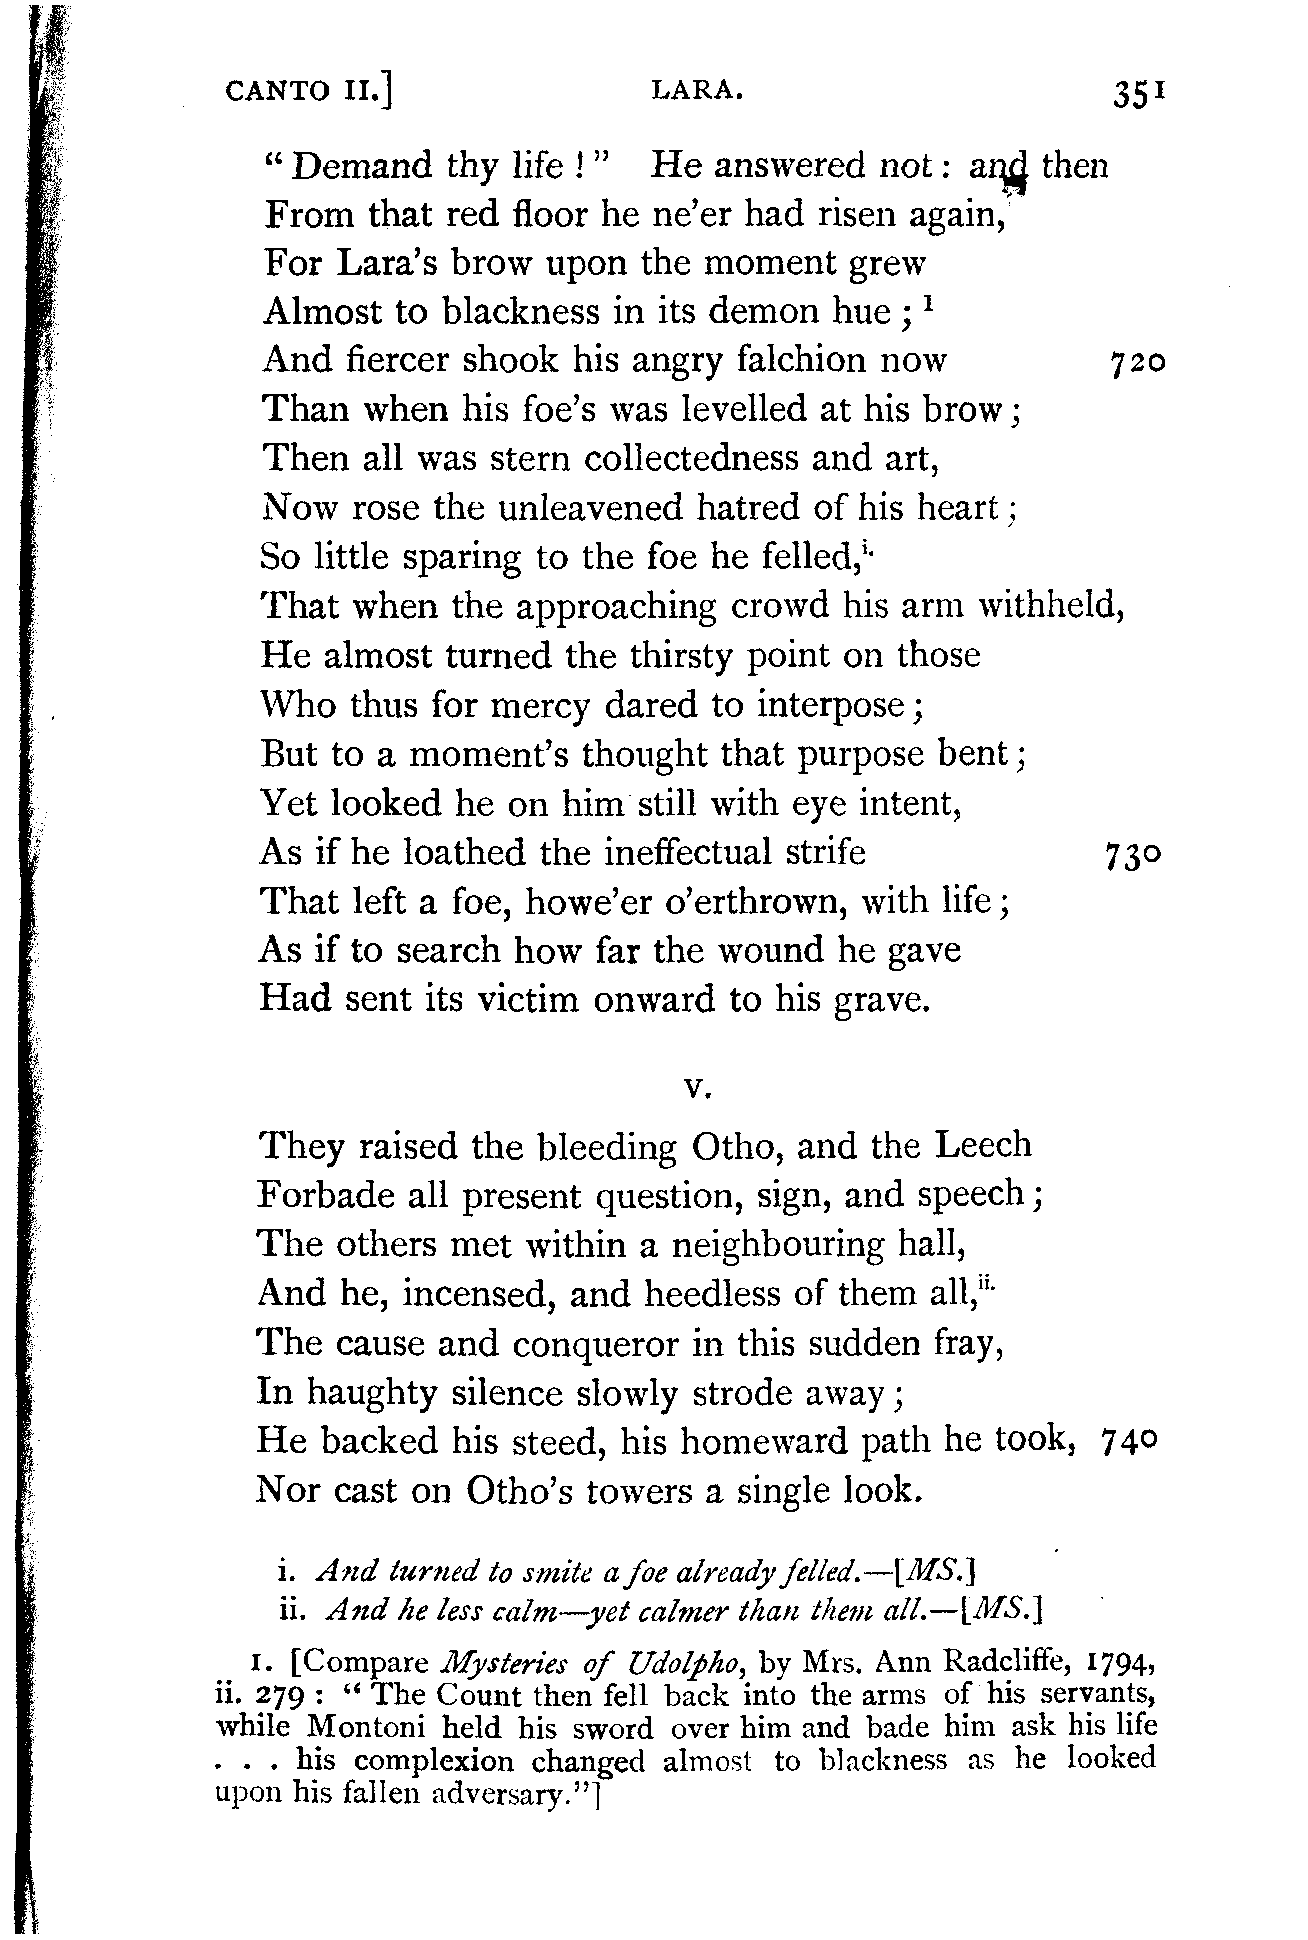 CANTO II.] LARA. 351
“Demand thy life!” He answered not: and then
From that red floor he ne’er had risen again,
For Lara’s brow upon the moment grew
Almost to blackness in its demon hue;¹
And fiercer shook his angry falchion now 720
Than when his foe’s was levelled at his brow;
Then all was stern collectedness and art,
Now rose the unleavened hatred of his heart;
So little sparing to the foe he felled,i.
That when the approaching crowd his arm withheld,
He almost turned the thirsty point on those
Who thus for mercy dared to interpose;
But to a moment’s thought that purpose bent;
Yet looked he on him still with eye intent,
As if he loathed the ineffectual strife 730
That left a foe, howe’er o’erthrown, with life;
As if to search how far the wound he gave
Had sent its victim onward to his grave.
V.
They raised the bleeding Otho, and the Leech
Forbade all present question, sign, and speech;
The others met within a neighbouring hall,
And he, incensed, and heedless of them all,ii.
The cause and conqueror in this sudden fray,
In haughty silence slowly strode away;
He backed his steed, his homeward path he took, 740
Nor cast on Otho’s towers a single look.
i. And turned to smite a foe already felled.—[MS.]
ii. And he less calm—yet calmer than them all.—[MS.]
1. [Compare Mysteries of Udolpho, by Mrs. Ann Radcliffe, 1794,
ii. 279: “The Count then fell back into the arms of his servants,
while Montoni held his sword over him and bade him ask his life
. . . his complexion changed almost to blackness as he looked
upon his fallen adversary.”]